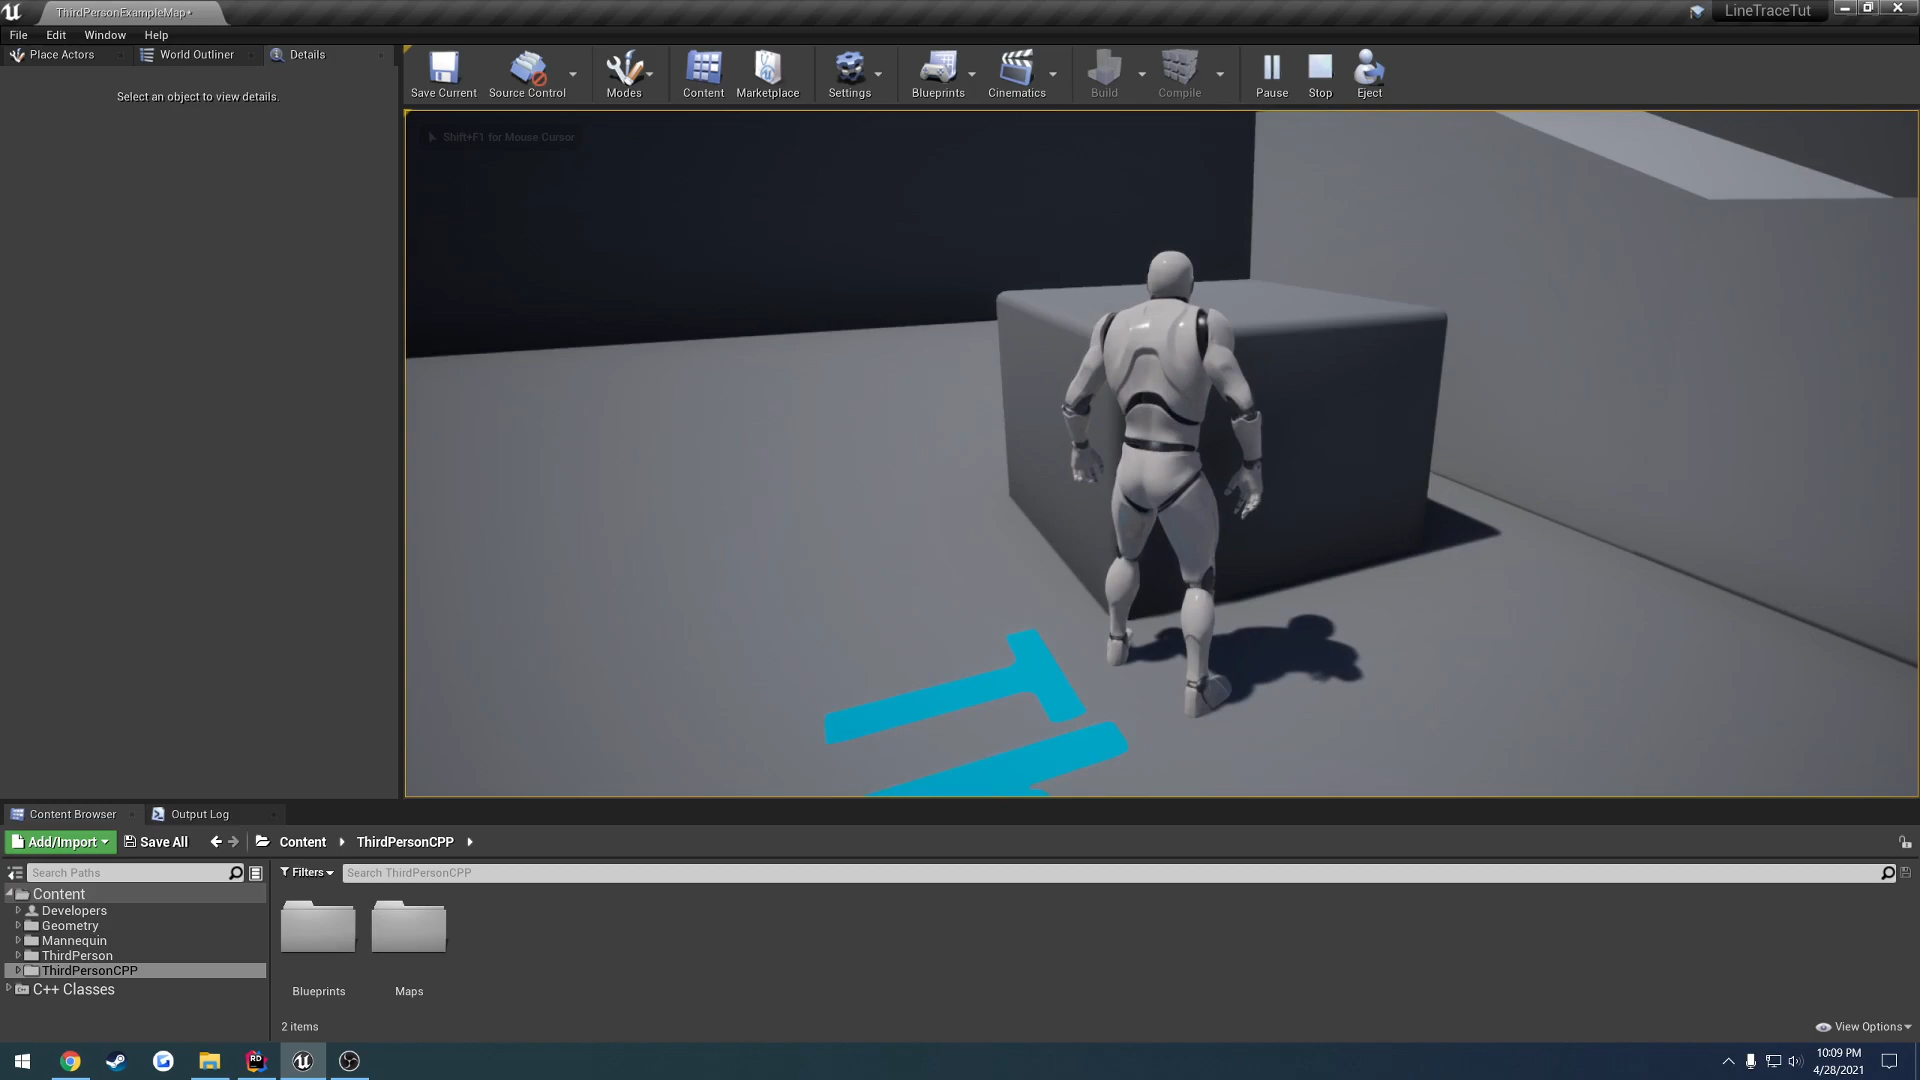 ThirdPersonExampleMap•
LineTraceTut
File Edit Window Help
Place Actors
World Outliner
Details
Select an object to view details.
Save Current
Source Control
Modes
Content
Marketplace
Settings
Blueprints
Cinematics
Build
Compile
Pause
Stop
Eject
Shift+F1 for Mouse Cursor
Content Browser
Output Log
Add/Import
Save All
Content
ThirdPersonCPP
Search Paths
Filters
Search ThirdPersonCPP
Content
Developers
Geometry
Mannequin
ThirdPerson
ThirdPersonCPP
C++ Classes
Blueprints
Maps
2 items
View Options
RD
10:09 PM
4/28/2021